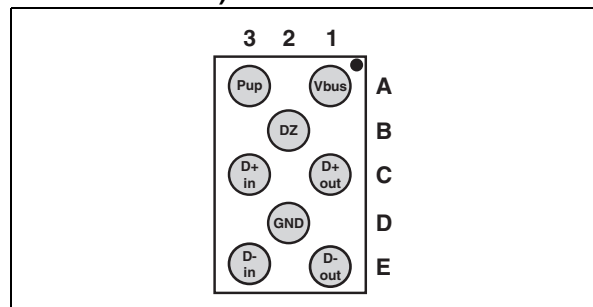 3 2 1
Pup Vbus A
DZ B
D+ in D+ out C
GND D
D- in D- out E